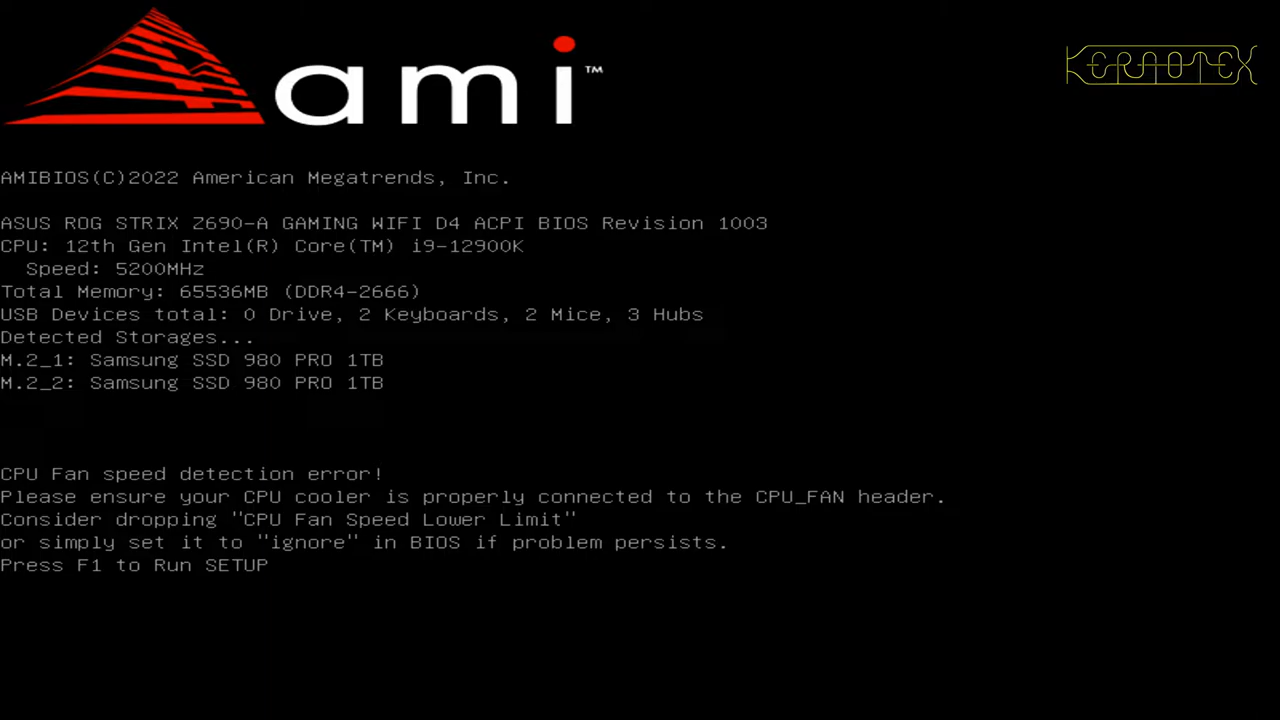 ami™
KERAOTEX
AMIBIOS(C)2022 American Megatrends, Inc.
ASUS ROG STRIX Z690-A GAMING WIFI D4 ACPI BIOS Revision 1003
CPU: 12th Gen Intel(R) Core(TM) i9-12900K
Speed: 5200MHz
Total Memory: 65536MB (DDR4-2666)
USB Devices total: 0 Drive, 2 Keyboards, 2 Mice, 3 Hubs
Detected Storages...
M.2_1: Samsung SSD 980 PRO 1TB
M.2_2: Samsung SSD 980 PRO 1TB
CPU Fan speed detection error!
Please ensure your CPU cooler is properly connected to the CPU_FAN header.
Consider dropping "CPU Fan Speed Lower Limit"
or simply set it to "ignore" in BIOS if problem persists.
Press F1 to Run SETUP